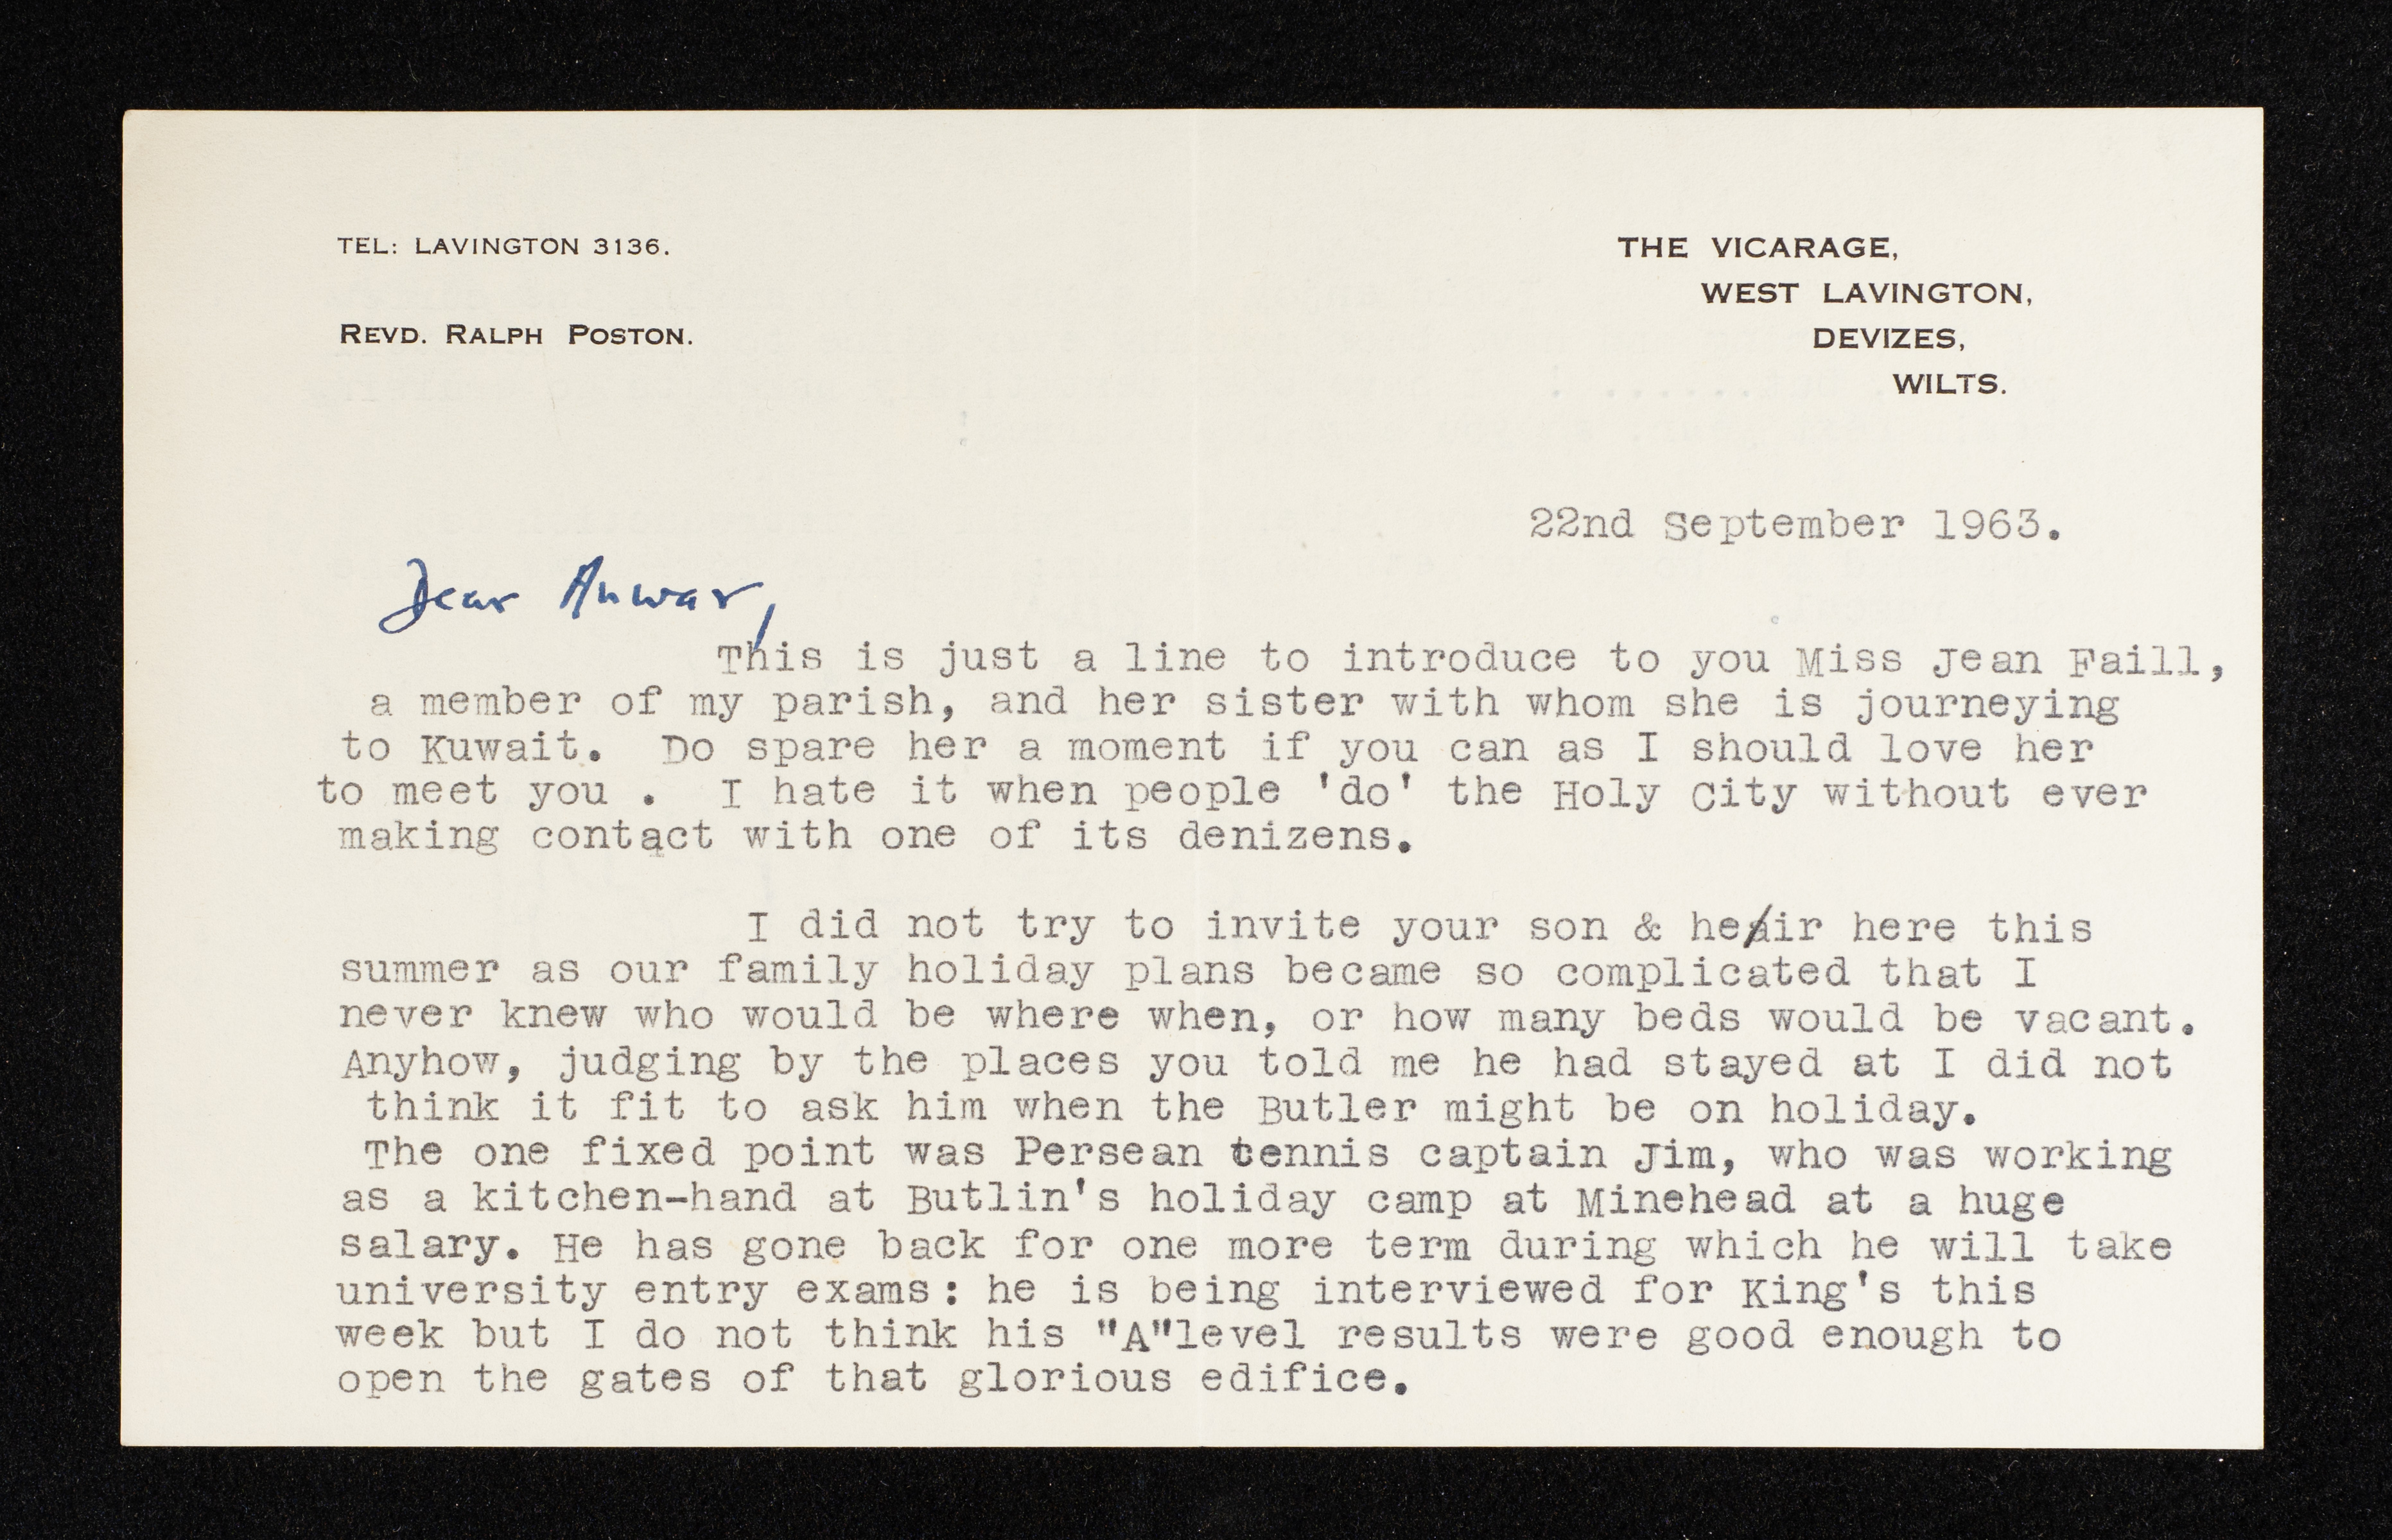 TEL: LAVINGTON 3136.
REVD. RALPH POSTON.
THE VICARAGE,
WEST LAVINGTON,
DEVIZES,
WILTS.
22nd September 1963.
Dear Anwar,
This is just a line to introduce to you Miss Jean Faill,
a member of my parish, and her sister with whom she is journeying
to Kuwait. Do spare her a moment if you can as I should love her
to meet you . I hate it when people 'do' the Holy City without ever
making contact with one of its denizens.
I did not try to invite your son & heair here this
summer as our family holiday plans became so complicated that I
never knew who would be where when, or how many beds would be vacant.
Anyhow, judging by the places you told me he had stayed at I did not
think it fit to ask him when the Butler might be on holiday.
The one fixed point was Persean tennis captain Jim, who was working
as a kitchen-hand at Butlin's holiday camp at Minehead at a huge
salary. He has gone back for one more term during which he will take
university entry exams: he is being interviewed for King's this
week but I do not think his "A"level results were good enough to
open the gates of that glorious edifice.